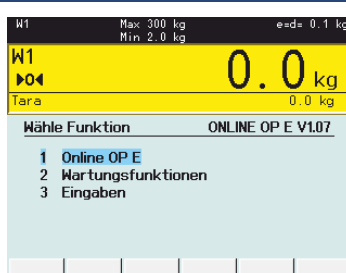 W1 Max 300 kg e=d= 0.1 kg
Min 2.0 kg
W1
▶0◀
0.0 kg
Tara 0.0 kg
Wähle Funktion ONLINE OP E V1.07
1 Online OP E
2 Wartungsfunktionen
3 Eingaben